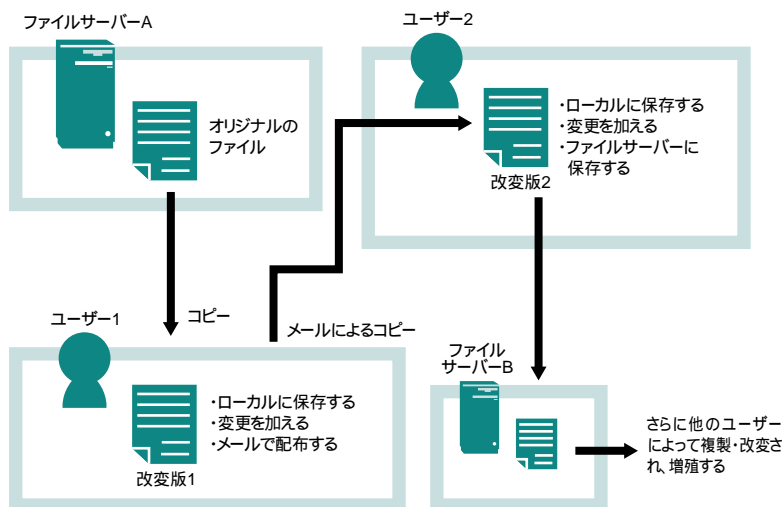 ファイルサーバーA
オリジナルの
ファイル
コピー
ユーザー1
・ローカルに保存する
・変更を加える
・メールで配布する
改変版1
メールによるコピー
ユーザー2
・ローカルに保存する
・変更を加える
・ファイルサーバーに
保存する
改変版2
ファイル
サーバーB
さらに他のユーザー
によって複製・改変さ
れ、増殖する